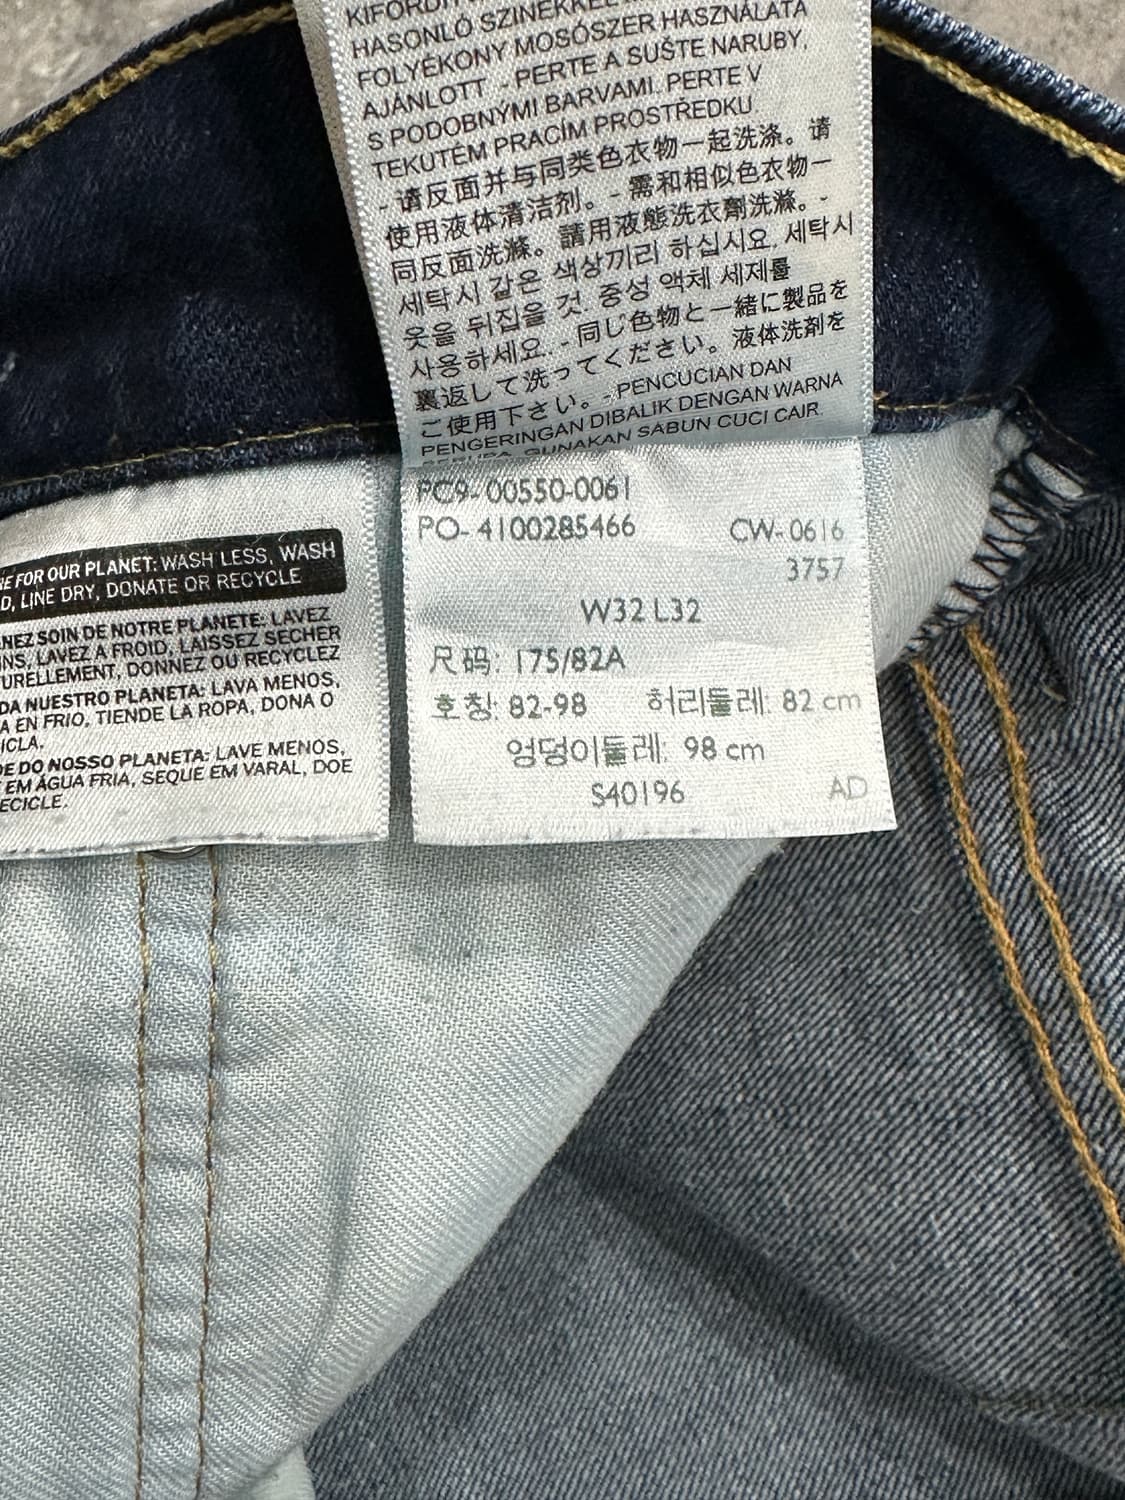 HASONLÓ SZINEKKEL
FOLYÉKONY MOSÓSZER HASZNÁLATA
AJÁNLOTT - PERTE A SUŠTE NARUBY,
S PODOBNÝMI BARVAMI. PERTE V
TEKUTÉM PRACÍM PROSTŘEDKU.
- 请反面并与同类色衣物一起洗涤。请
使用液体清洁剂。- 需和相似色衣物一
同反面洗滌。請用液態洗衣劑洗滌。-
세탁시 같은 색상끼리 하십시요. 세탁시
옷을 뒤집을 것. 중성 액체 세제를
사용하세요. - 同じ色物と一緒に製品を
裏返して洗ってください。液体洗剤を
ご使用下さい。- PENCUCIAN DAN
PENGERINGAN DIBALIK DENGAN WARNA
SERUPA. GUNAKAN SABUN CUCI CAIR.
FOR OUR PLANET: WASH LESS, WASH
D, LINE DRY, DONATE OR RECYCLE
NEZ SOIN DE NOTRE PLANETE: LAVEZ
NS, LAVEZ A FROID, LAISSEZ SECHER
URELLEMENT, DONNEZ OU RECYCLEZ
DA NUESTRO PLANETA: LAVA MENOS,
A EN FRIO, TIENDE LA ROPA, DONA O
ICLA.
DE DO NOSSO PLANETA: LAVE MENOS,
EM ÁGUA FRIA, SEQUE EM VARAL, DOE
ECICLE.
PC9-00550-0061
PO-4100285466 CW-0616
3757
W32 L32
尺码: 175/82A
호칭: 82-98 허리둘레: 82 cm
엉덩이둘레: 98 cm
S40196 AD